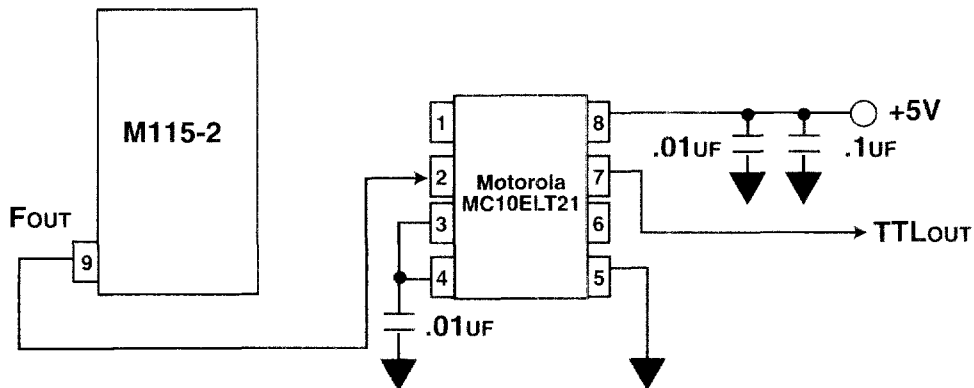 M115-2
FOUT
9
1
2
3
4
Motorola
MC10ELT21
8
7
6
5
+5V
.01UF
.1UF
TTLOUT
.01UF